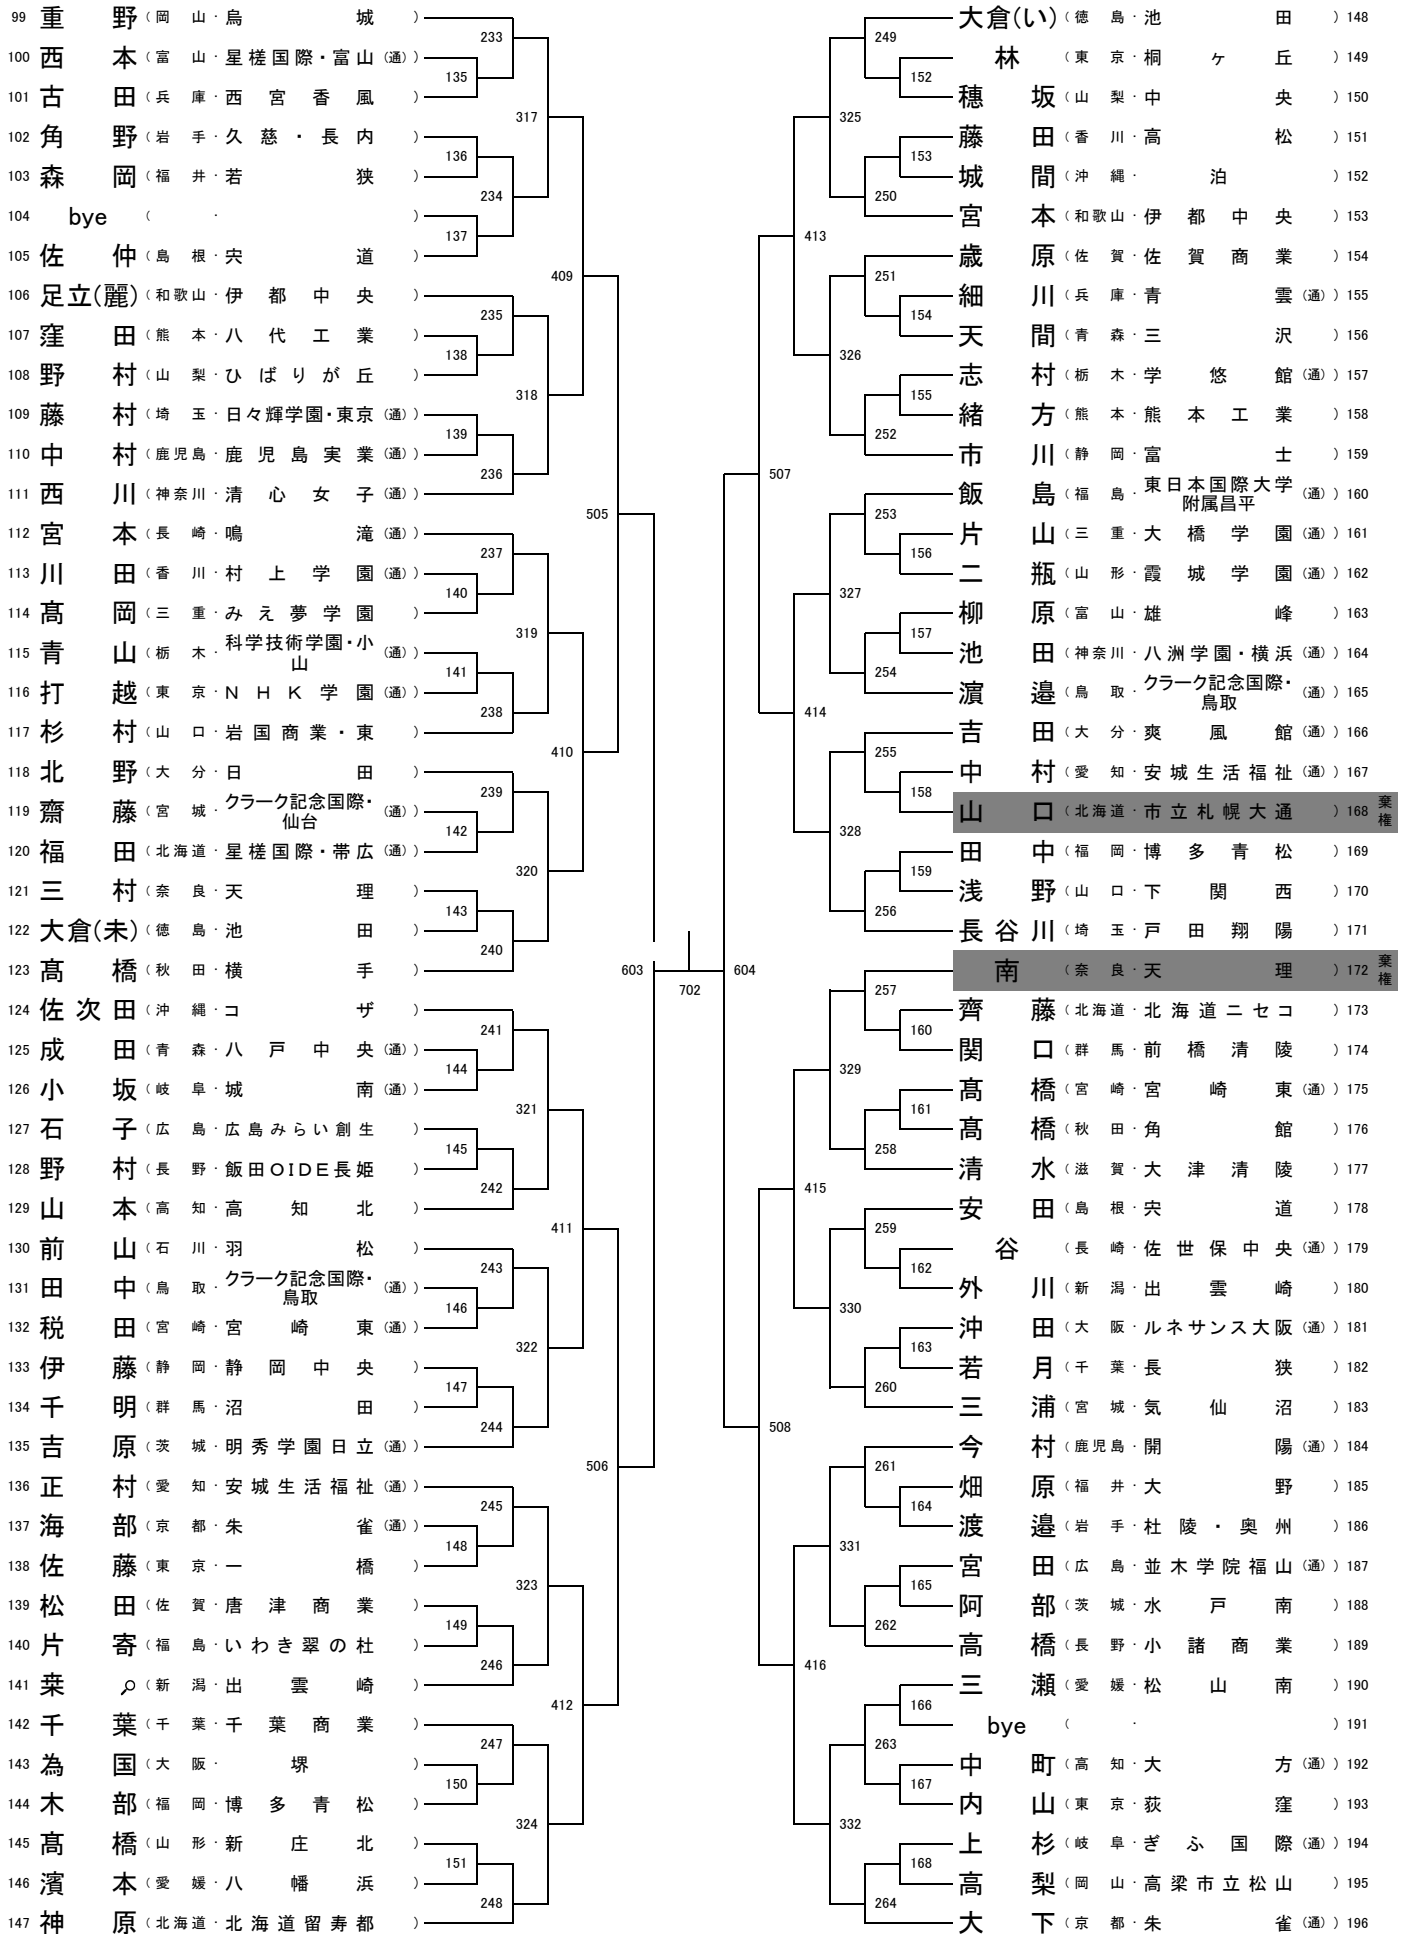 99 重野 (岡山・烏城)
100 西本 (富山・星槎国際・富山(通))
101 古田 (兵庫・西宮香風)
102 角野 (岩手・久慈・長内)
103 森岡 (福井・若狭)
104 bye ( ・ )
105 佐仲 (島根・宍道)
106 足立(麗) (和歌山・伊都中央)
107 窪田 (熊本・八代工業)
108 野村 (山梨・ひばりが丘)
109 藤村 (埼玉・日々輝学園・東京(通))
110 中村 (鹿児島・鹿児島実業(通))
111 西川 (神奈川・清心女子(通))
112 宮本 (長崎・鳴滝(通))
113 川田 (香川・村上学園(通))
114 髙岡 (三重・みえ夢学園)
115 青山 (栃木・科学技術学園・小山(通))
116 打越 (東京・NHK学園(通))
117 杉村 (山口・岩国商業・東)
118 北野 (大分・日田)
119 齋藤 (宮城・クラーク記念国際・仙台(通))
120 福田 (北海道・星槎国際・帯広(通))
121 三村 (奈良・天理)
122 大倉(未) (徳島・池田)
123 髙橋 (秋田・横手)
124 佐次田 (沖縄・コザ)
125 成田 (青森・八戸中央(通))
126 小坂 (岐阜・城南(通))
127 石子 (広島・広島みらい創生)
128 野村 (長野・飯田OIDE長姫)
129 山本 (高知・高知北)
130 前山 (石川・羽松)
131 田中 (鳥取・クラーク記念国際・鳥取(通))
132 税田 (宮崎・宮崎東(通))
133 伊藤 (静岡・静岡中央)
134 千明 (群馬・沼田)
135 吉原 (茨城・明秀学園日立(通))
136 正村 (愛知・安城生活福祉(通))
137 海部 (京都・朱雀(通))
138 佐藤 (東京・一橋)
139 松田 (佐賀・唐津商業)
140 片寄 (福島・いわき翠の杜)
141 (新潟・出雲崎)
142 千葉 (千葉・千葉商業)
143 為国 (大阪・堺)
144 木部 (福岡・博多青松)
145 髙橋 (山形・新庄北)
146 濱本 (愛媛・八幡浜)
147 神原 (北海道・北海道留寿都)
233
135
317
136
234
137
409
235
138
318
139
236
505
237
140
319
141
238
410
239
142
320
143
240
603
241
144
321
145
242
411
243
146
322
147
244
506
245
148
323
149
246
412
247
150
324
151
248
702
604
249
152
325
153
250
413
251
154
326
155
252
507
253
156
327
157
254
414
255
158
328
159
256
257
160
329
161
258
415
259
162
330
163
260
508
261
164
331
165
262
416
166
263
167
332
168
264
大倉(い) (徳島・池田) 148
林 (東京・桐ヶ丘) 149
穗坂 (山梨・中央) 150
藤田 (香川・高松) 151
城間 (沖縄・泊) 152
宮本 (和歌山・伊都中央) 153
歳原 (佐賀・佐賀商業) 154
細川 (兵庫・青雲(通)) 155
天間 (青森・三沢) 156
志村 (栃木・学悠館(通)) 157
緒方 (熊本・熊本工業) 158
市川 (静岡・富士) 159
飯島 (福島・東日本国際大学附属昌平(通)) 160
片山 (三重・大橋学園(通)) 161
二瓶 (山形・霞城学園(通)) 162
柳原 (富山・雄峰) 163
池田 (神奈川・八洲学園・横浜(通)) 164
濵邉 (鳥取・クラーク記念国際・鳥取(通)) 165
吉田 (大分・爽風館(通)) 166
中村 (愛知・安城生活福祉(通)) 167
山口 (北海道・市立札幌大通) 168 棄権
田中 (福岡・博多青松) 169
浅野 (山口・下関西) 170
長谷川 (埼玉・戸田翔陽) 171
南 (奈良・天理) 172 棄権
齊藤 (北海道・北海道ニセコ) 173
関口 (群馬・前橋清陵) 174
髙橋 (宮崎・宮崎東(通)) 175
髙橋 (秋田・角館) 176
清水 (滋賀・大津清陵) 177
安田 (島根・宍道) 178
谷 (長崎・佐世保中央(通)) 179
外川 (新潟・出雲崎) 180
沖田 (大阪・ルネサンス大阪(通)) 181
若月 (千葉・長狭) 182
三浦 (宮城・気仙沼) 183
今村 (鹿児島・開陽(通)) 184
畑原 (福井・大野) 185
渡邉 (岩手・杜陵・奥州) 186
宮田 (広島・並木学院福山(通)) 187
阿部 (茨城・水戸南) 188
高橋 (長野・小諸商業) 189
三瀬 (愛媛・松山南) 190
bye ( ・ ) 191
中町 (高知・大方(通)) 192
内山 (東京・荻窪) 193
上杉 (岐阜・ぎふ国際(通)) 194
高梨 (岡山・高梁市立松山) 195
大下 (京都・朱雀(通)) 196